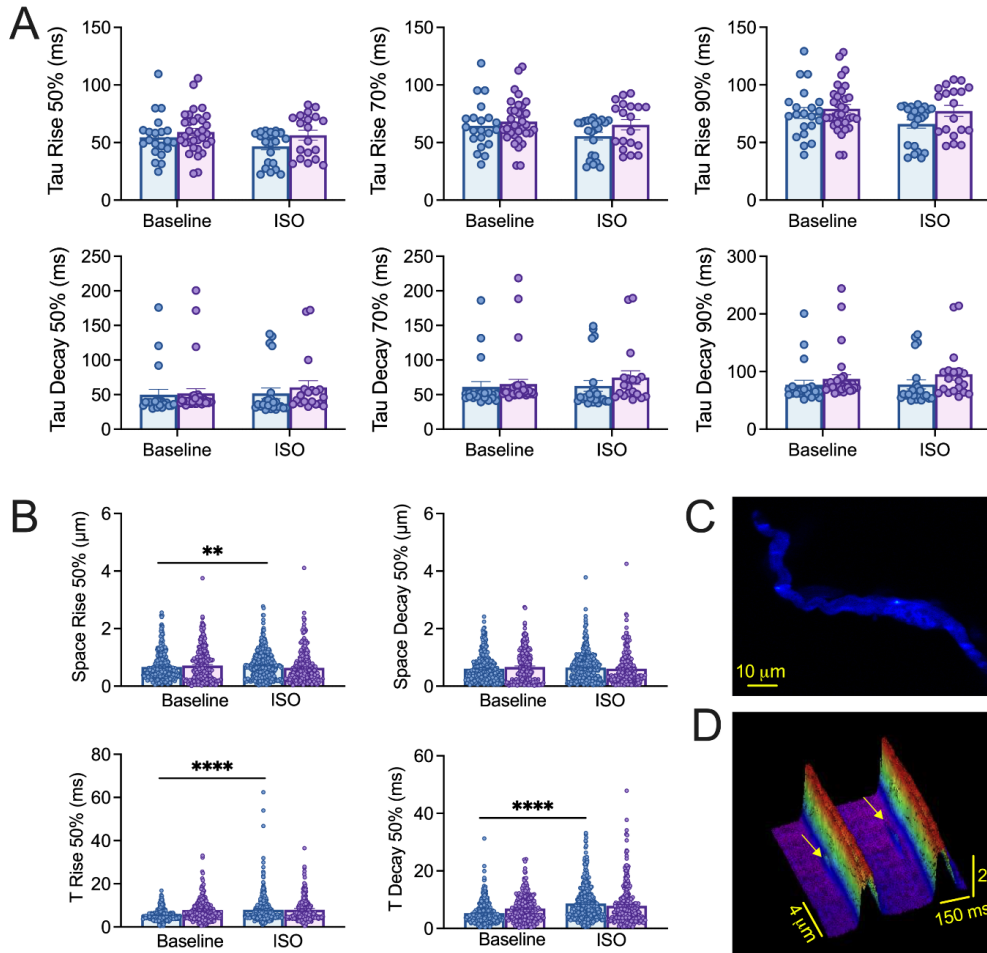 A
Tau Rise 50% (ms)
150
100
50
0
Baseline
ISO
Tau Rise 70% (ms)
150
100
50
0
Baseline
ISO
Tau Rise 90% (ms)
150
100
50
0
Baseline
ISO
Tau Decay 50% (ms)
250
200
150
100
50
0
Baseline
ISO
Tau Decay 70% (ms)
250
200
150
100
50
0
Baseline
ISO
Tau Decay 90% (ms)
300
200
100
0
Baseline
ISO
B
Space Rise 50% (μm)
6
4
2
0
**
Baseline
ISO
Space Decay 50% (μm)
6
4
2
0
Baseline
ISO
T Rise 50% (ms)
80
60
40
20
0
****
Baseline
ISO
T Decay 50% (ms)
60
40
20
0
****
Baseline
ISO
C
10 μm
D
4 μm
150 ms
2